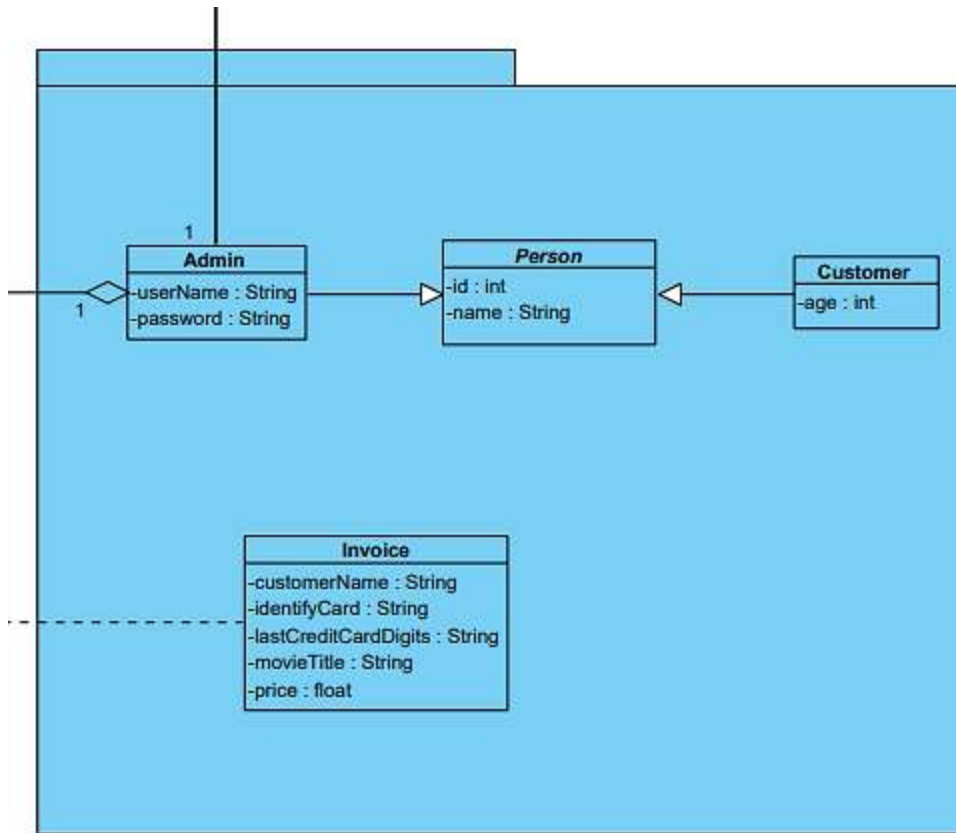 1
Admin
-userName : String
-password : String
1
Person
-id : int
-name : String
Customer
-age : int
Invoice
-customerName : String
-identifyCard : String
-lastCreditCardDigits : String
-movieTitle : String
-price : float